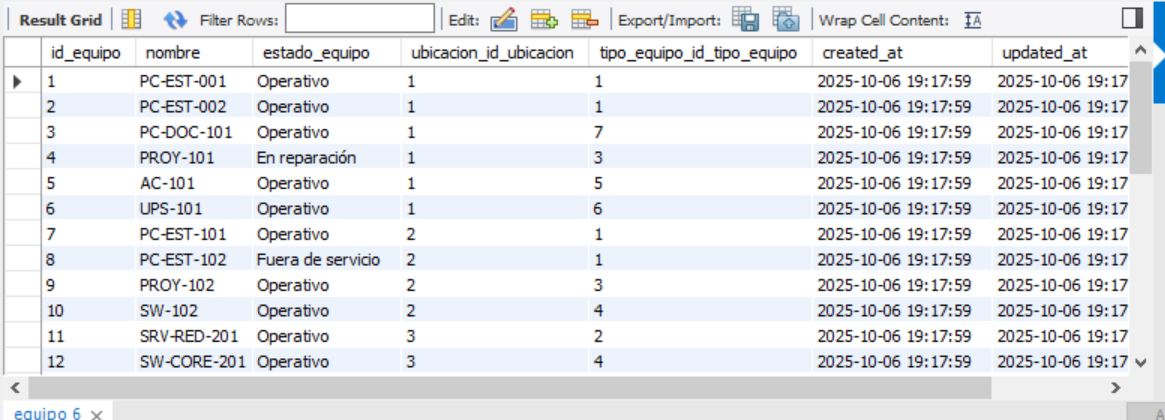 Result Grid Filter Rows: Edit: Export/Import: Wrap Cell Content: IA
id_equipo nombre estado_equipo ubicacion_id_ubicacion tipo_equipo_id_tipo_equipo created_at updated_at
1 PC-EST-001 Operativo 1 1 2025-10-06 19:17:59 2025-10-06 19:17
2 PC-EST-002 Operativo 1 1 2025-10-06 19:17:59 2025-10-06 19:17
3 PC-DOC-101 Operativo 1 7 2025-10-06 19:17:59 2025-10-06 19:17
4 PROY-101 En reparación 1 3 2025-10-06 19:17:59 2025-10-06 19:17
5 AC-101 Operativo 1 5 2025-10-06 19:17:59 2025-10-06 19:17
6 UPS-101 Operativo 1 6 2025-10-06 19:17:59 2025-10-06 19:17
7 PC-EST-101 Operativo 2 1 2025-10-06 19:17:59 2025-10-06 19:17
8 PC-EST-102 Fuera de servicio 2 1 2025-10-06 19:17:59 2025-10-06 19:17
9 PROY-102 Operativo 2 3 2025-10-06 19:17:59 2025-10-06 19:17
10 SW-102 Operativo 2 4 2025-10-06 19:17:59 2025-10-06 19:17
11 SRV-RED-201 Operativo 3 2 2025-10-06 19:17:59 2025-10-06 19:17
12 SW-CORE-201 Operativo 3 4 2025-10-06 19:17:59 2025-10-06 19:17
equipo 6